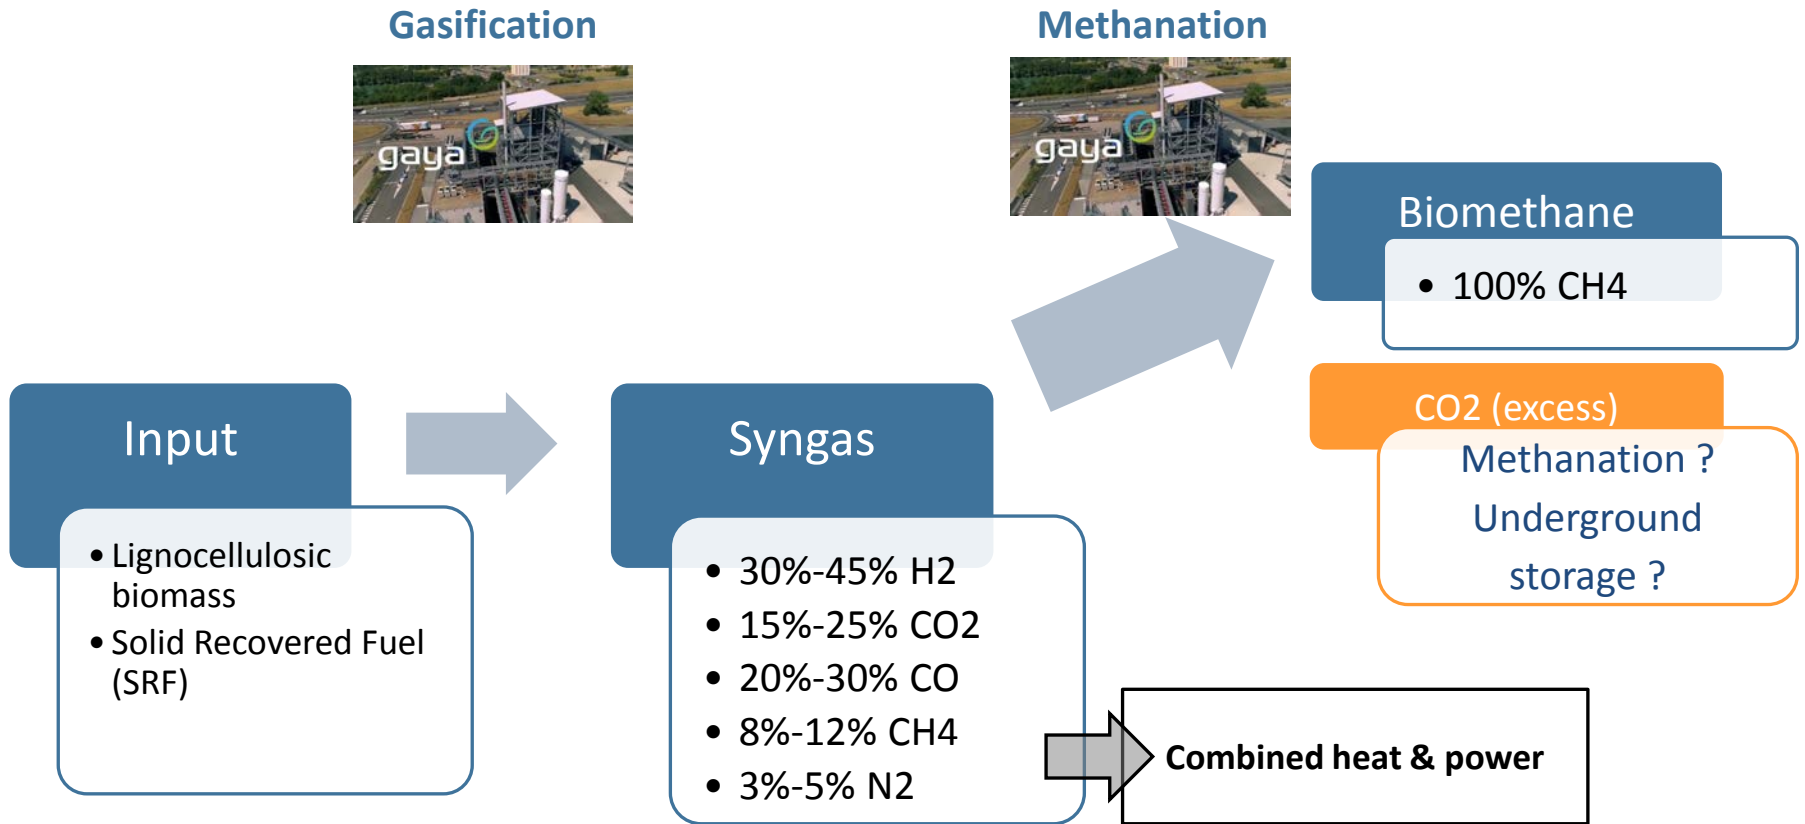 Gasification
Methanation
gaya
gaya
Biomethane
• 100% CH4
CO2 (excess)
Methanation ?
Underground
storage ?
Input
• Lignocellulosic
biomass
• Solid Recovered Fuel
(SRF)
Syngas
• 30%-45% H2
• 15%-25% CO2
• 20%-30% CO
• 8%-12% CH4
• 3%-5% N2
Combined heat & power